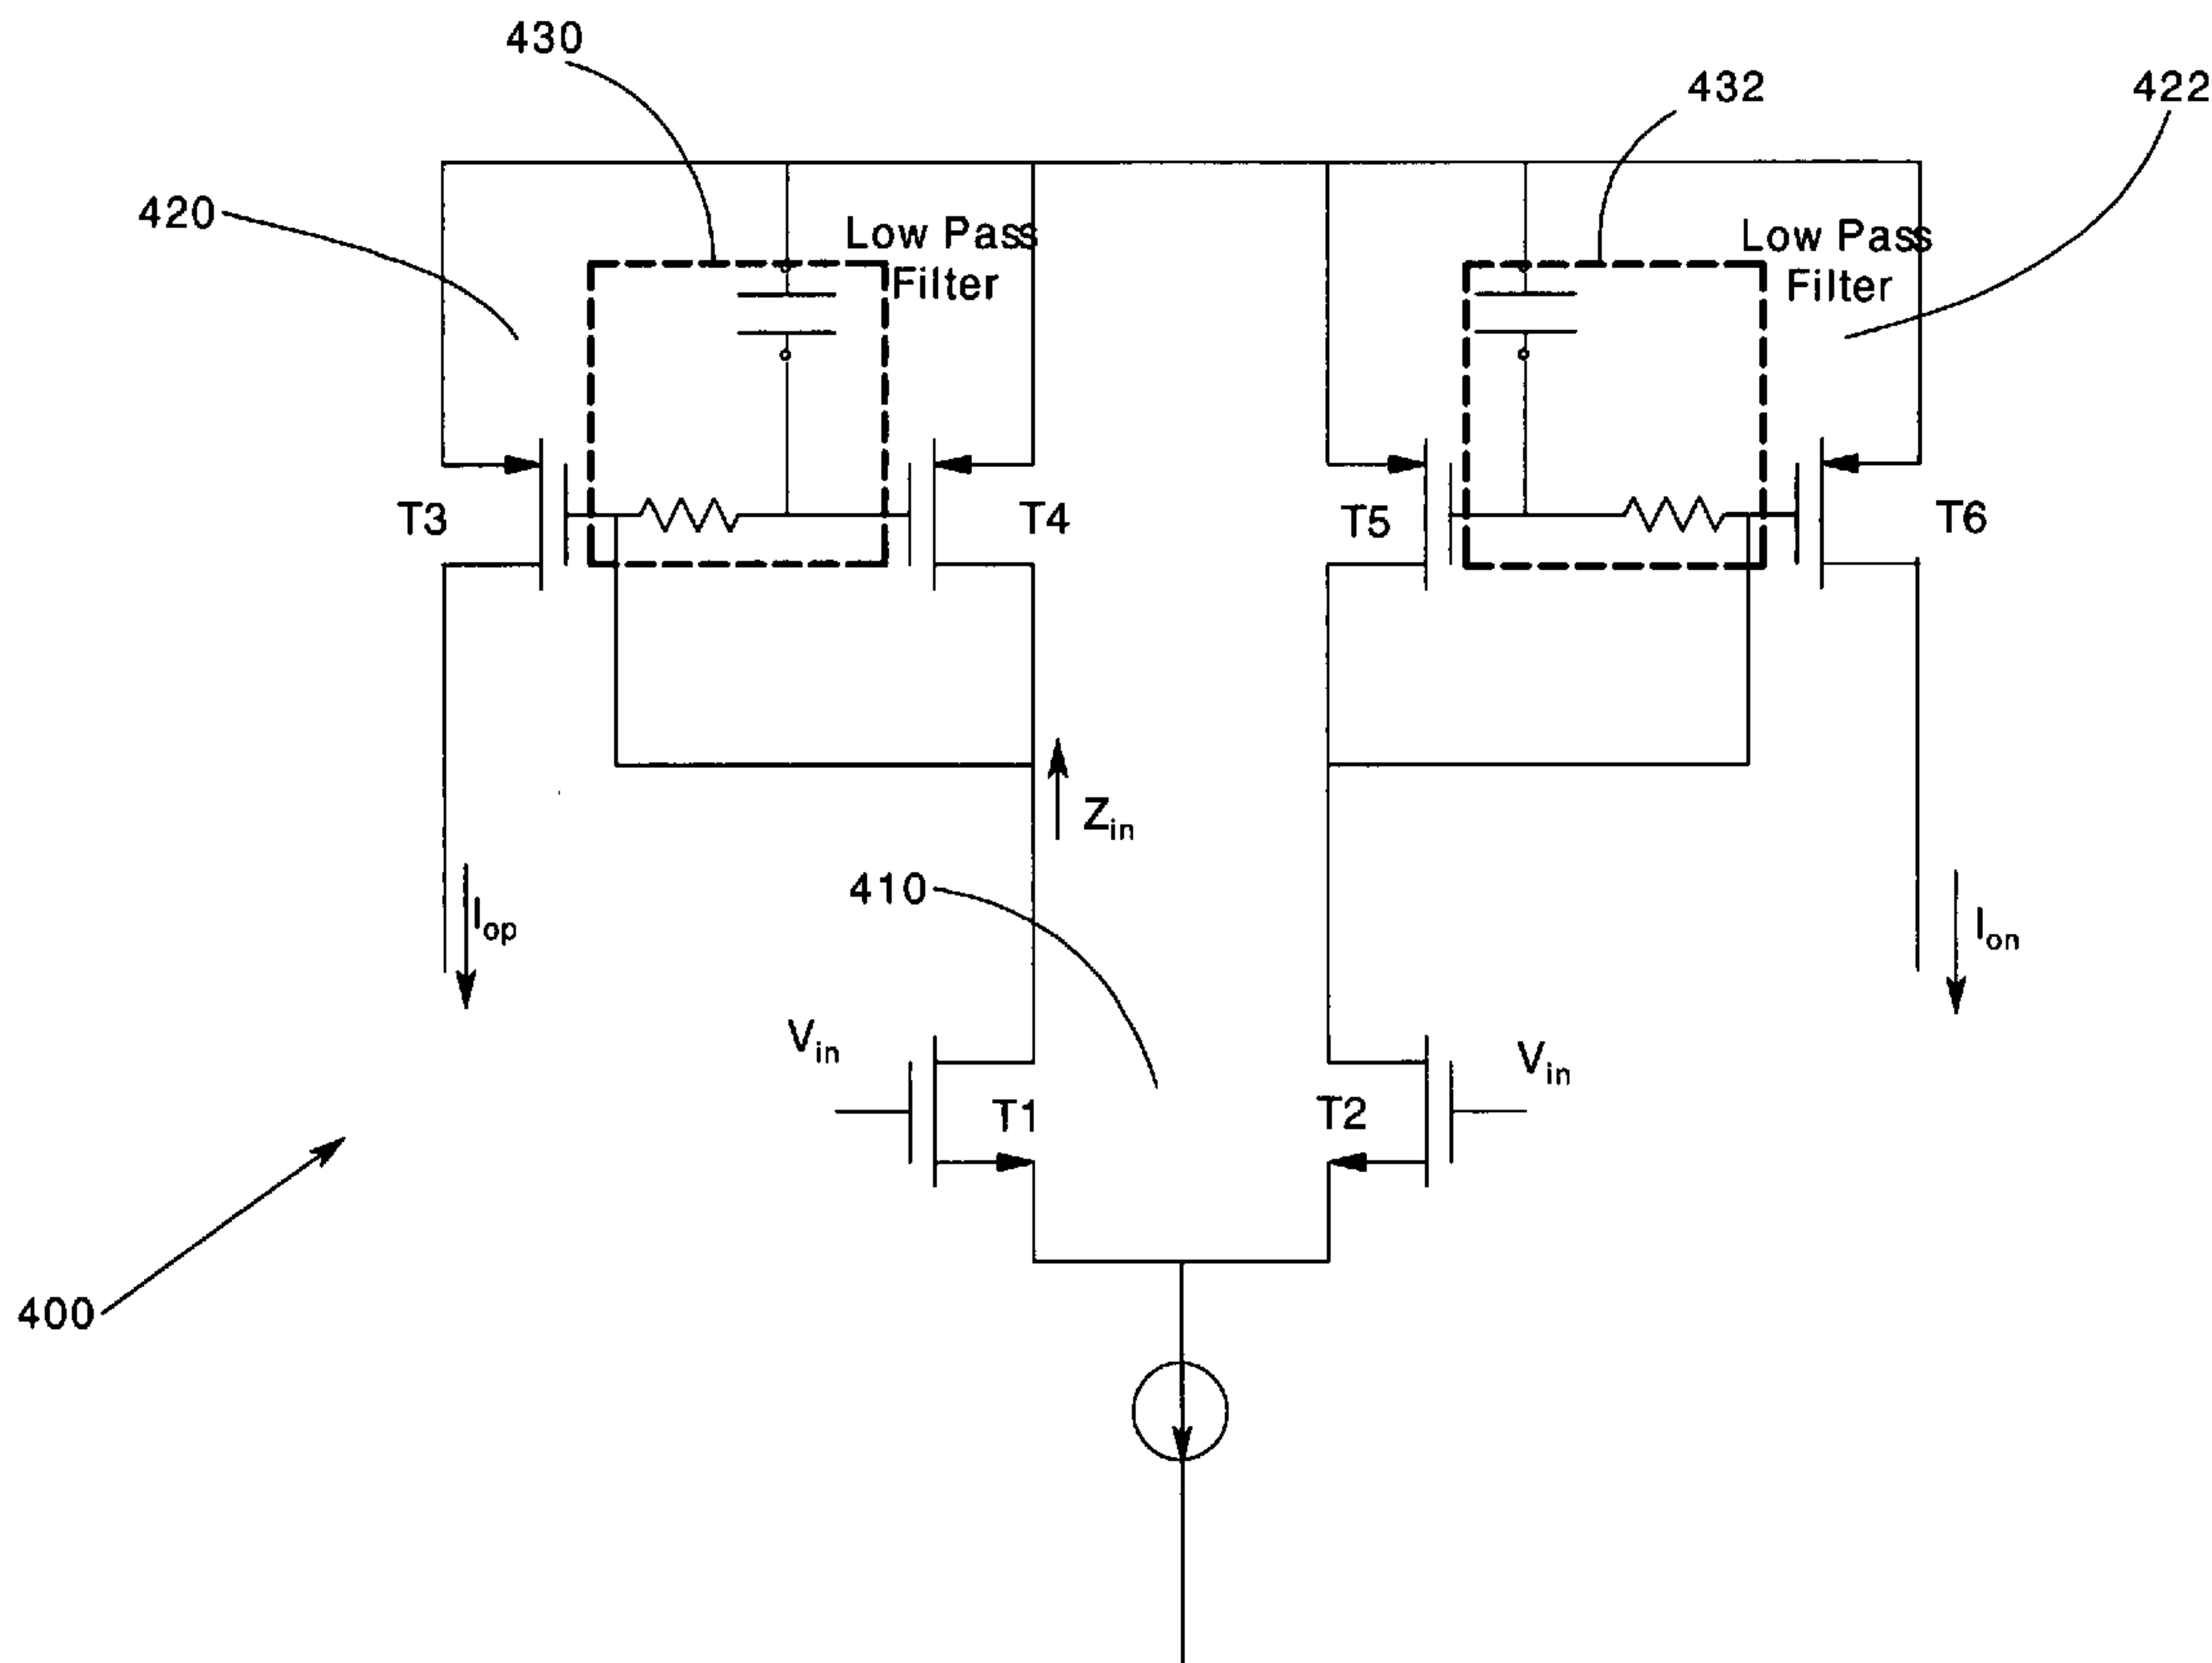 430
432
422
420
Low Pass
Filter
Low Pass
Filter
T3
T4
T5
T6
Zin
410
Iop
Ion
Vin
Vin
T1
T2
400